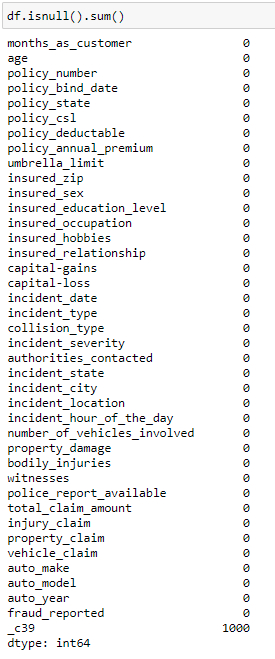 df.isnull().sum()
months_as_customer 0
age 0
policy_number 0
policy_bind_date 0
policy_state 0
policy_csl 0
policy_deductable 0
policy_annual_premium 0
umbrella_limit 0
insured_zip 0
insured_sex 0
insured_education_level 0
insured_occupation 0
insured_hobbies 0
insured_relationship 0
capital-gains 0
capital-loss 0
incident_date 0
incident_type 0
collision_type 0
incident_severity 0
authorities_contacted 0
incident_state 0
incident_city 0
incident_location 0
incident_hour_of_the_day 0
number_of_vehicles_involved 0
property_damage 0
bodily_injuries 0
witnesses 0
police_report_available 0
total_claim_amount 0
injury_claim 0
property_claim 0
vehicle_claim 0
auto_make 0
auto_model 0
auto_year 0
fraud_reported 0
_c39 1000
dtype: int64